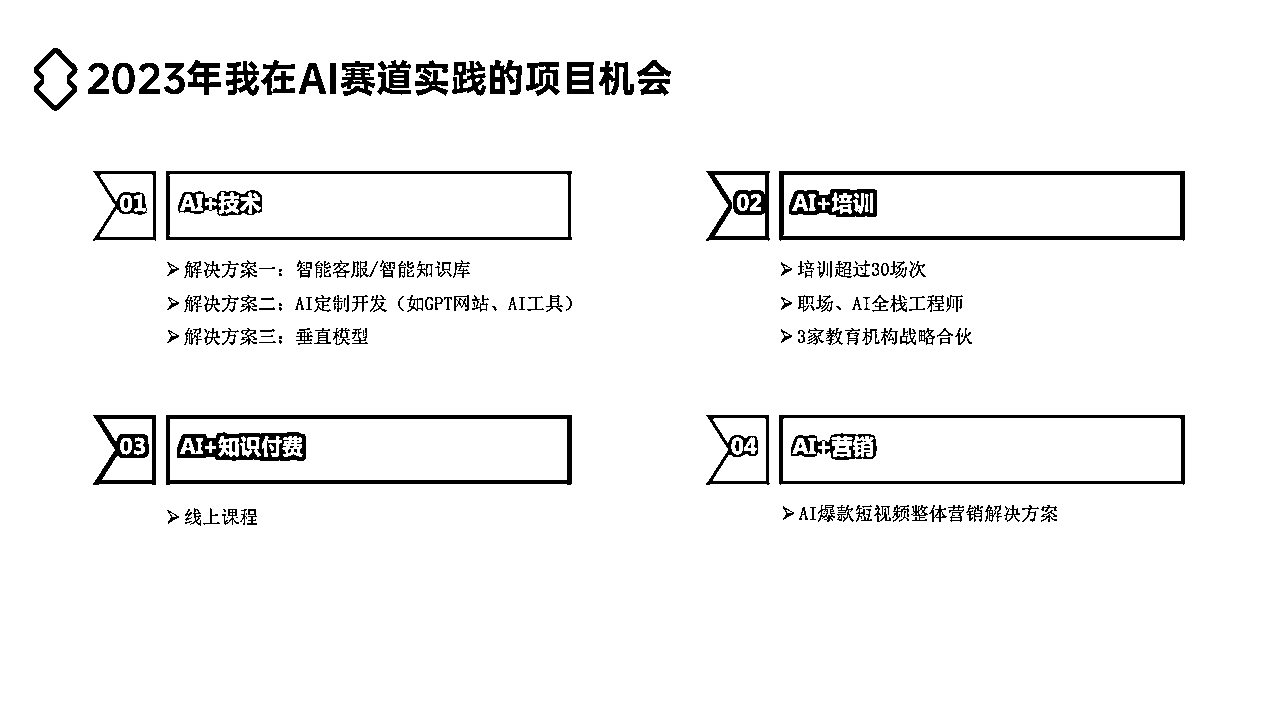 2023年我在AI赛道实践的项目机会
01
AI+技术
➢解决方案一：智能客服/智能知识库
➢解决方案二：AI定制开发（如GPT网站、AI工具）
➢解决方案三：垂直模型
02
AI+培训
➢培训超过30场次
➢职场、AI全栈工程师
➢3家教育机构战略合伙
03
AI+知识付费
➢线上课程
04
AI+营销
➢AI爆款短视频整体营销解决方案